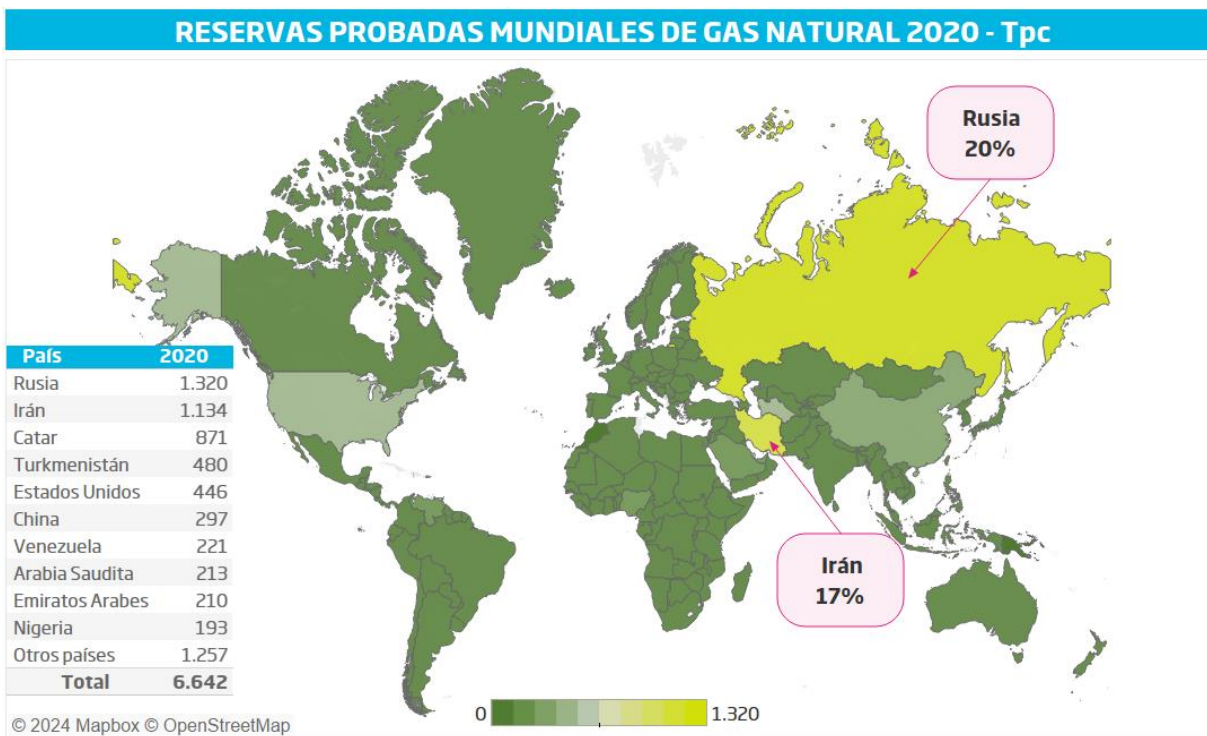 RESERVAS PROBADAS MUNDIALES DE GAS NATURAL 2020 - Tpc
Rusia
20%
País 2020
Rusia 1.320
Irán 1.134
Catar 871
Turkmenistán 480
Estados Unidos 446
China 297
Venezuela 221
Arabia Saudita 213
Emiratos Arabes 210
Nigeria 193
Otros países 1.257
Total 6.642
Irán
17%
0 1.320
© 2024 Mapbox © OpenStreetMap